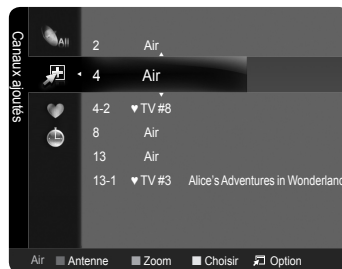 Canaux ajoutés
All
2 Air
4 Air
4-2 ♥ TV #8
8 Air
13 Air
13-1 ♥ TV #3 Alice's Adventures in Wonderland
Air Antenne Zoom Choisir Option